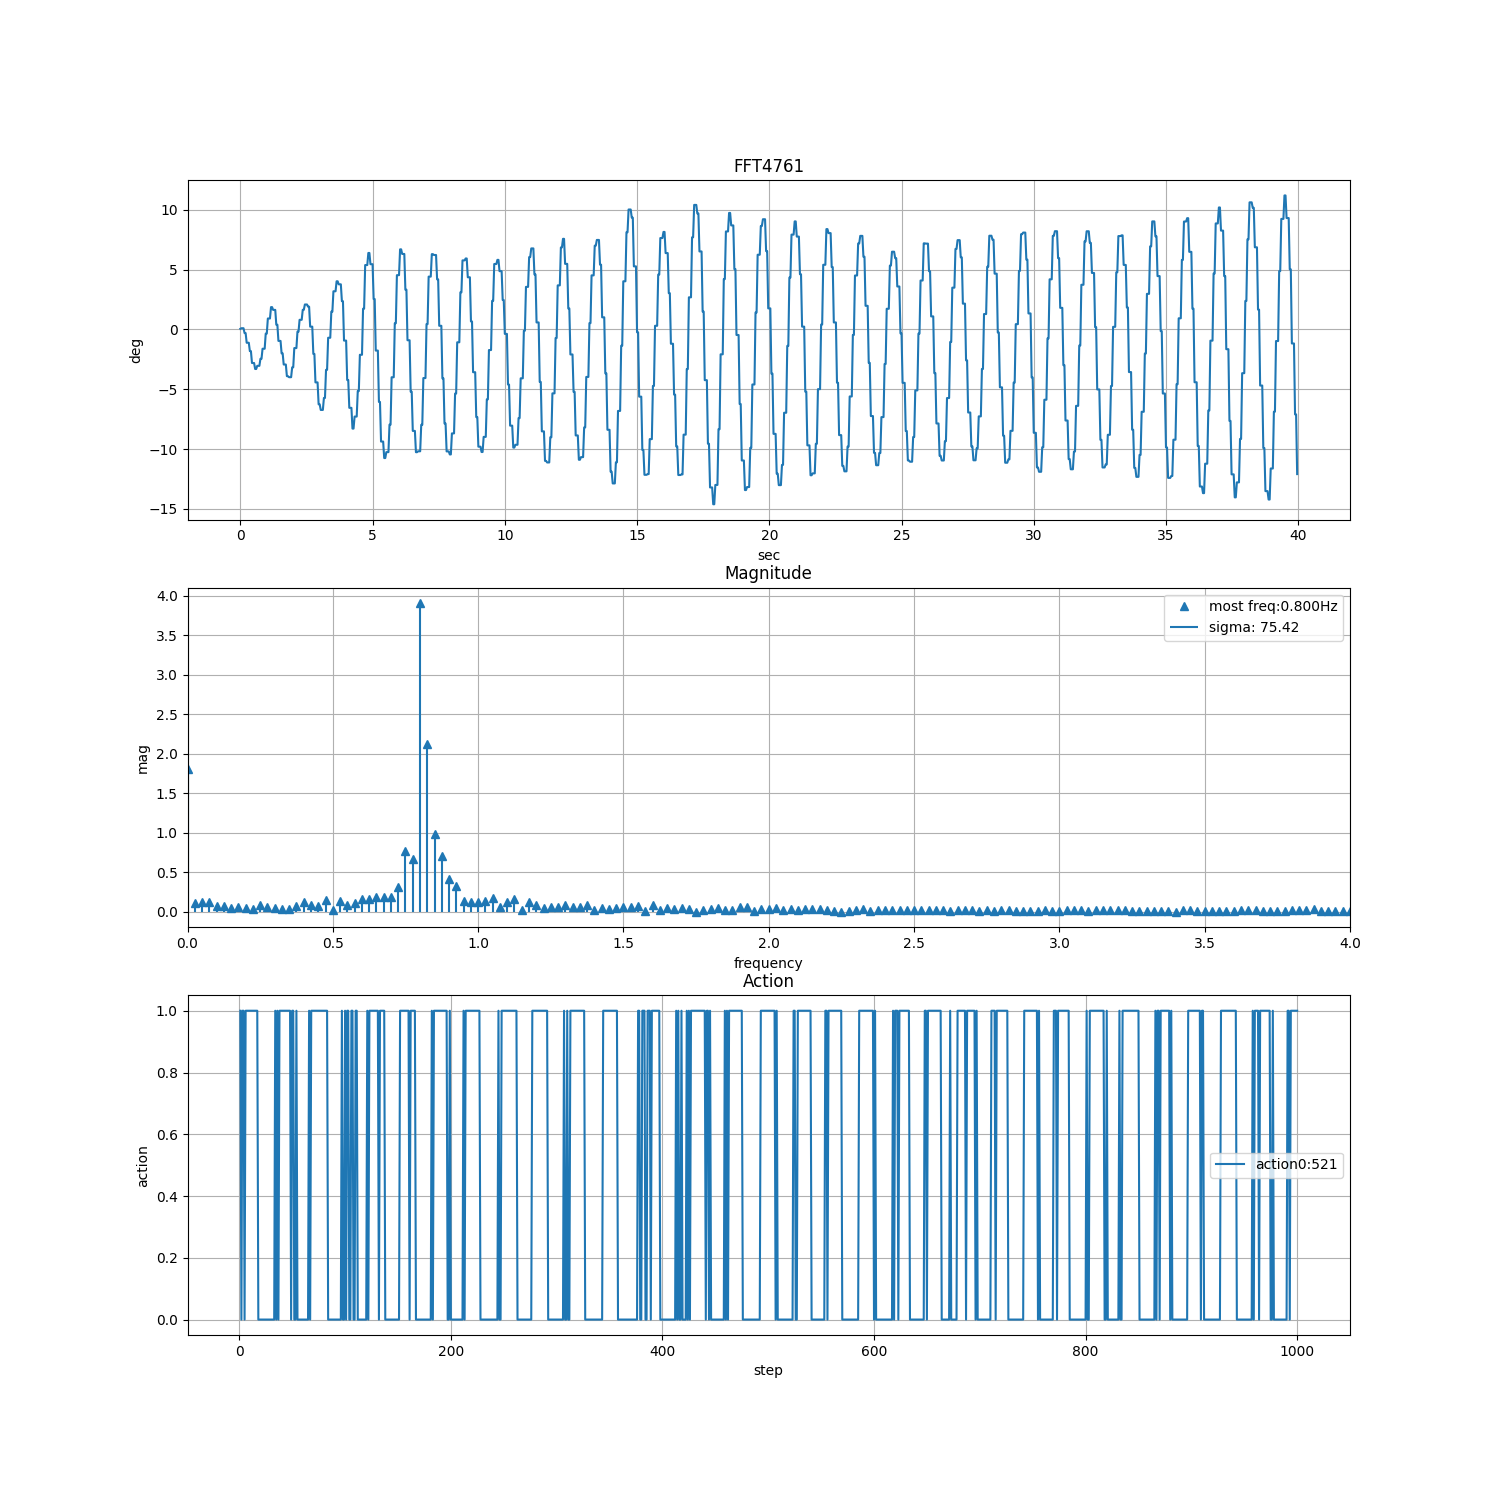 FFT4761
10
5
0
−5
−10
−15
deg
0 5 10 15 20 25 30 35 40
sec
Magnitude
4.0
3.5
3.0
2.5
2.0
1.5
1.0
0.5
0.0
mag
most freq:0.800Hz
sigma: 75.42
0.0 0.5 1.0 1.5 2.0 2.5 3.0 3.5 4.0
frequency
Action
1.0
0.8
0.6
0.4
0.2
0.0
action
action0:521
0 200 400 600 800 1000
step